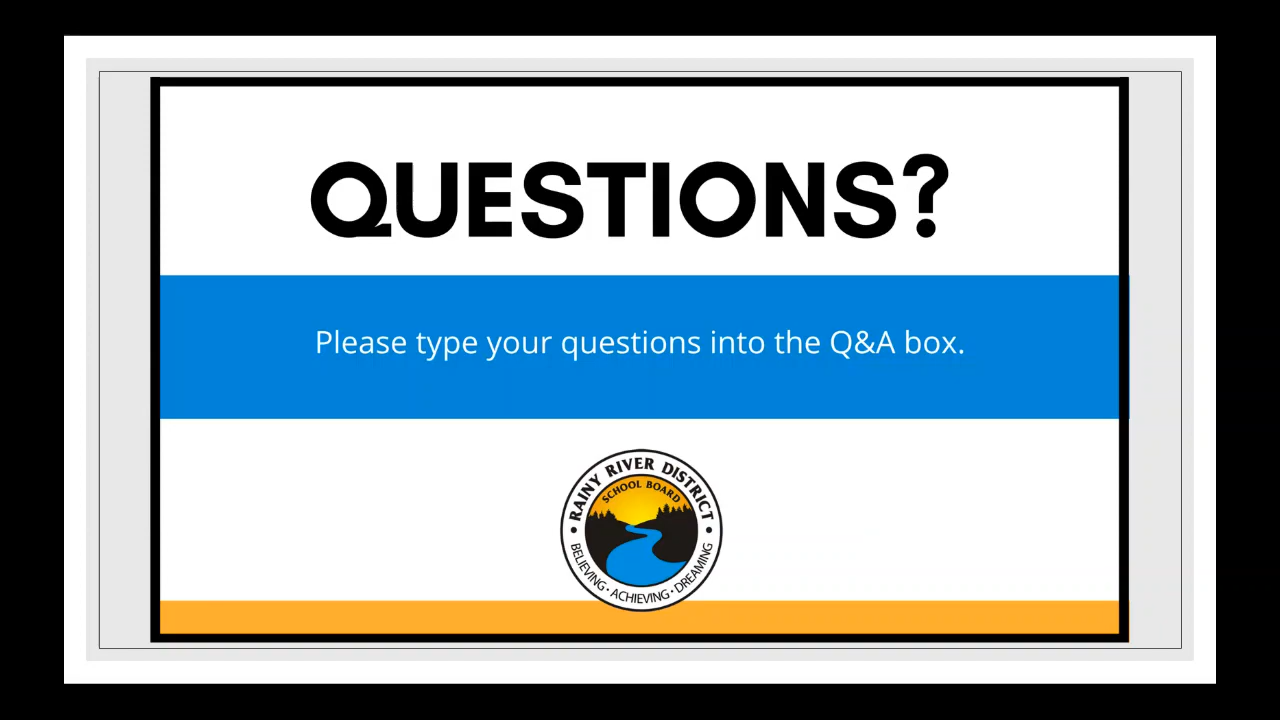 QUESTIONS?
Please type your questions into the Q&A box.
RAINY RIVER DISTRICT
SCHOOL BOARD
BELIEVING • ACHIEVING • DREAMING